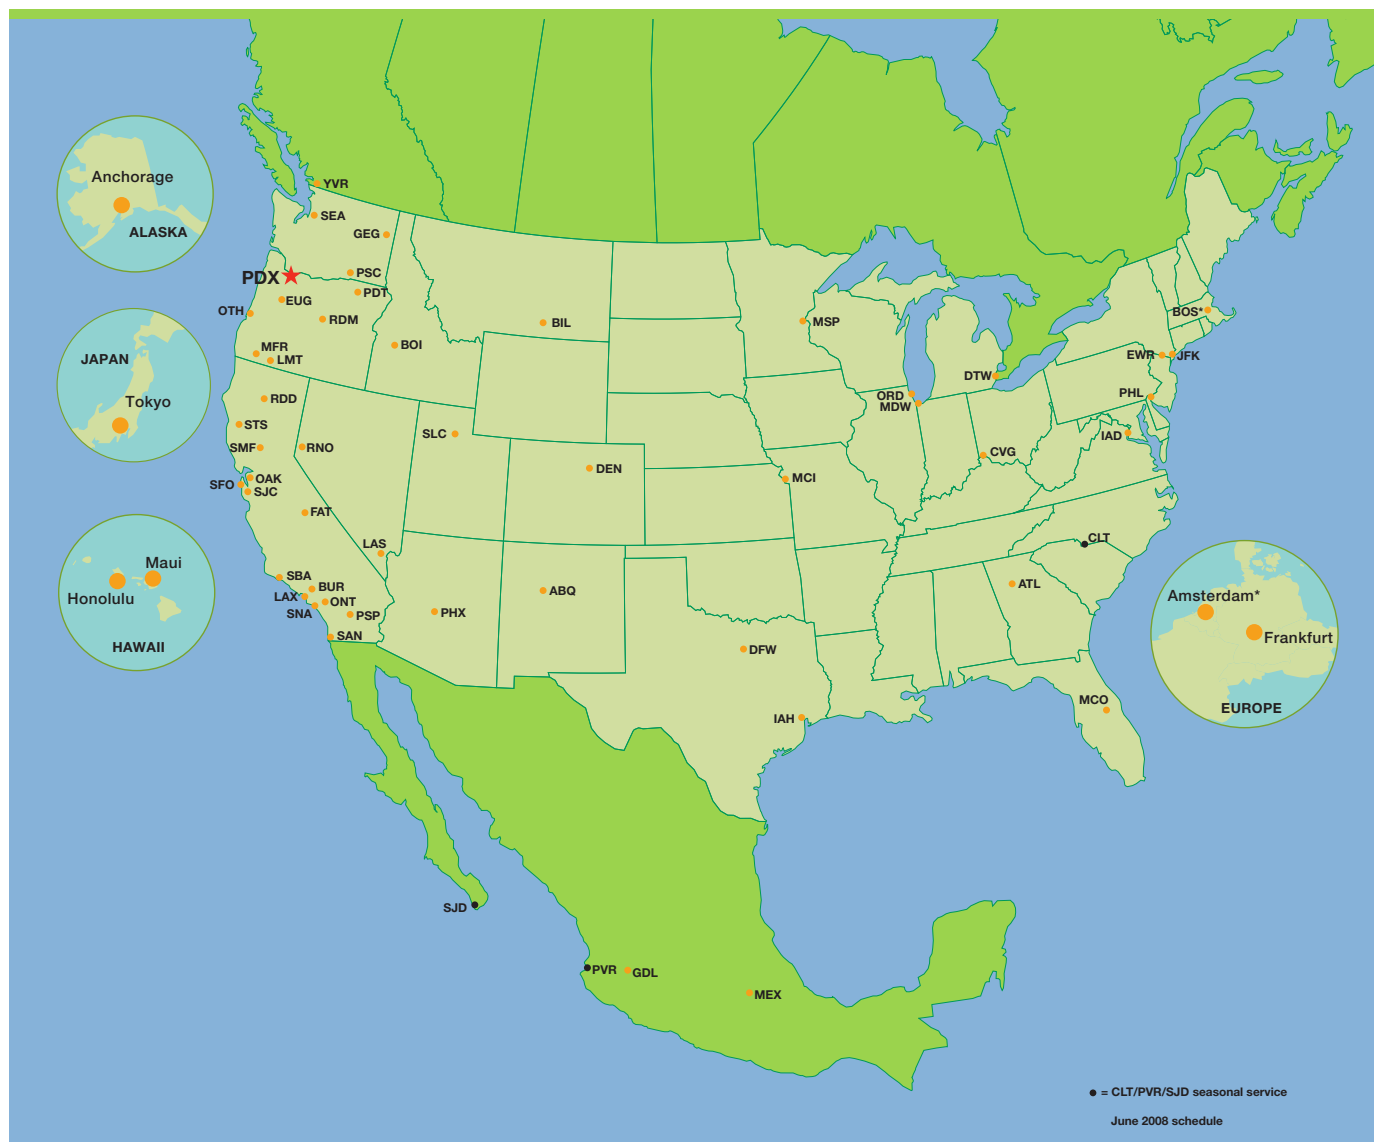 YVR
Anchorage
SEA
ALASKA
GEG
PSC
PDX
PDT
EUG
OTH
RDM
BIL
MSP
BOS*
MFR
BOI
LMT
JAPAN
EWR
JFK
DTW
Tokyo
RDD
ORD
MDW
PHL
STS
SLC
IAD
SMF
RNO
CVG
DEN
OAK
MCI
SFO
SJC
FAT
LAS
CLT
Maui
SBA
BUR
ATL
Honolulu
LAX
ONT
ABQ
Amsterdam*
SNA
PSP
PHX
SAN
Frankfurt
HAWAII
DFW
MCO
EUROPE
IAH
SJD
PVR
GDL
MEX
= CLT/PVR/SJD seasonal service
June 2008 schedule